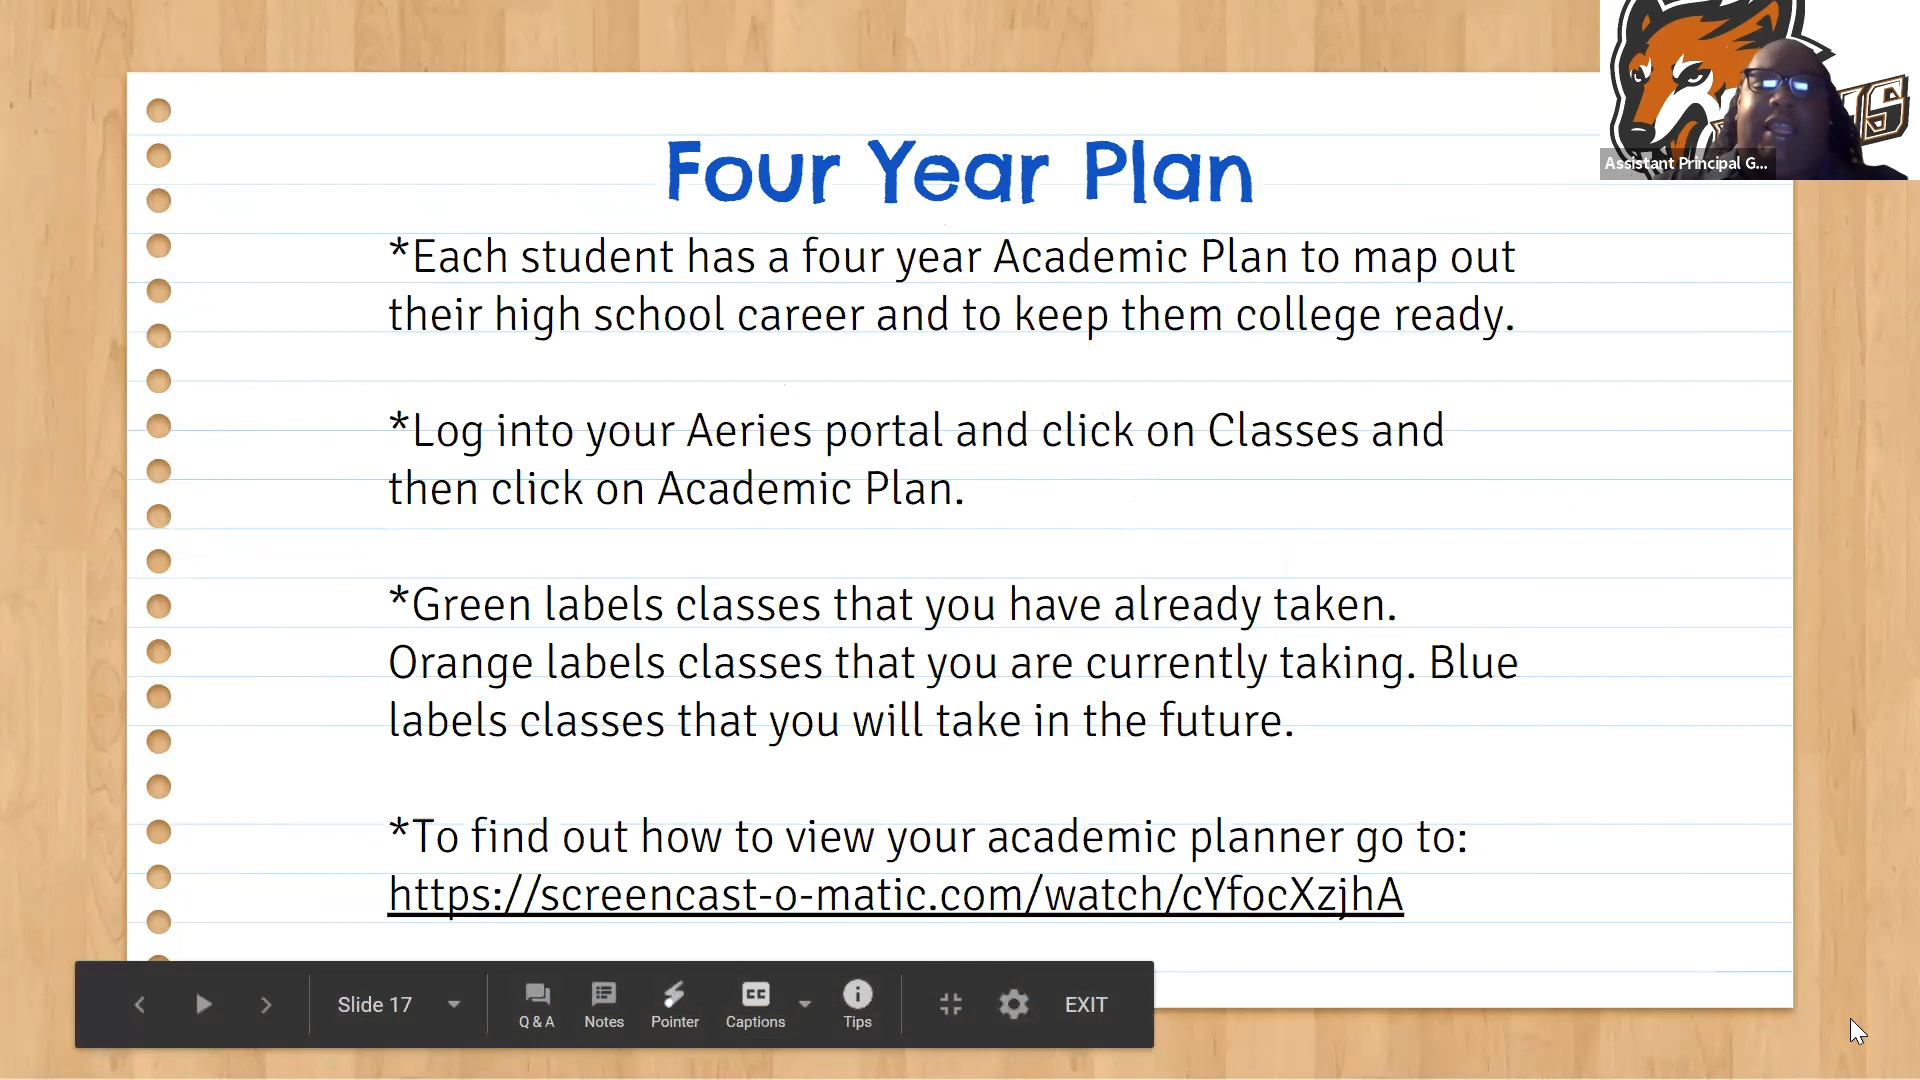 Four Year Plan
*Each student has a four year Academic Plan to map out
their high school career and to keep them college ready.
*Log into your Aeries portal and click on Classes and
then click on Academic Plan.
*Green labels classes that you have already taken.
Orange labels classes that you are currently taking. Blue
labels classes that you will take in the future.
*To find out how to view your academic planner go to:
https://screencast-o-matic.com/watch/cYfocXzjhA
Assistant Principal G...
Slide 17
Q & A
Notes
Pointer
CC
Captions
Tips
EXIT